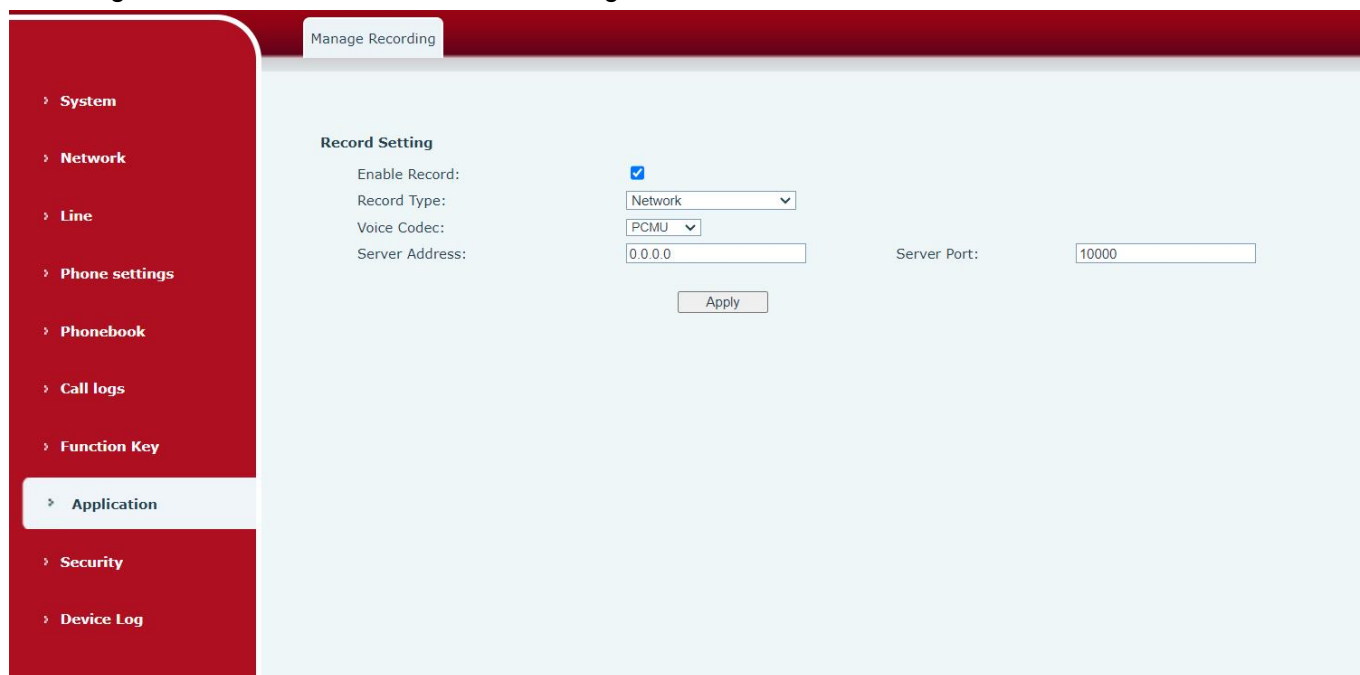 Manage Recording
System
Network
Line
Phone settings
Phonebook
Call logs
Function Key
Application
Security
Device Log
Record Setting
Enable Record:
Record Type: Network
Voice Codec: PCMU
Server Address: 0.0.0.0 Server Port: 10000
Apply